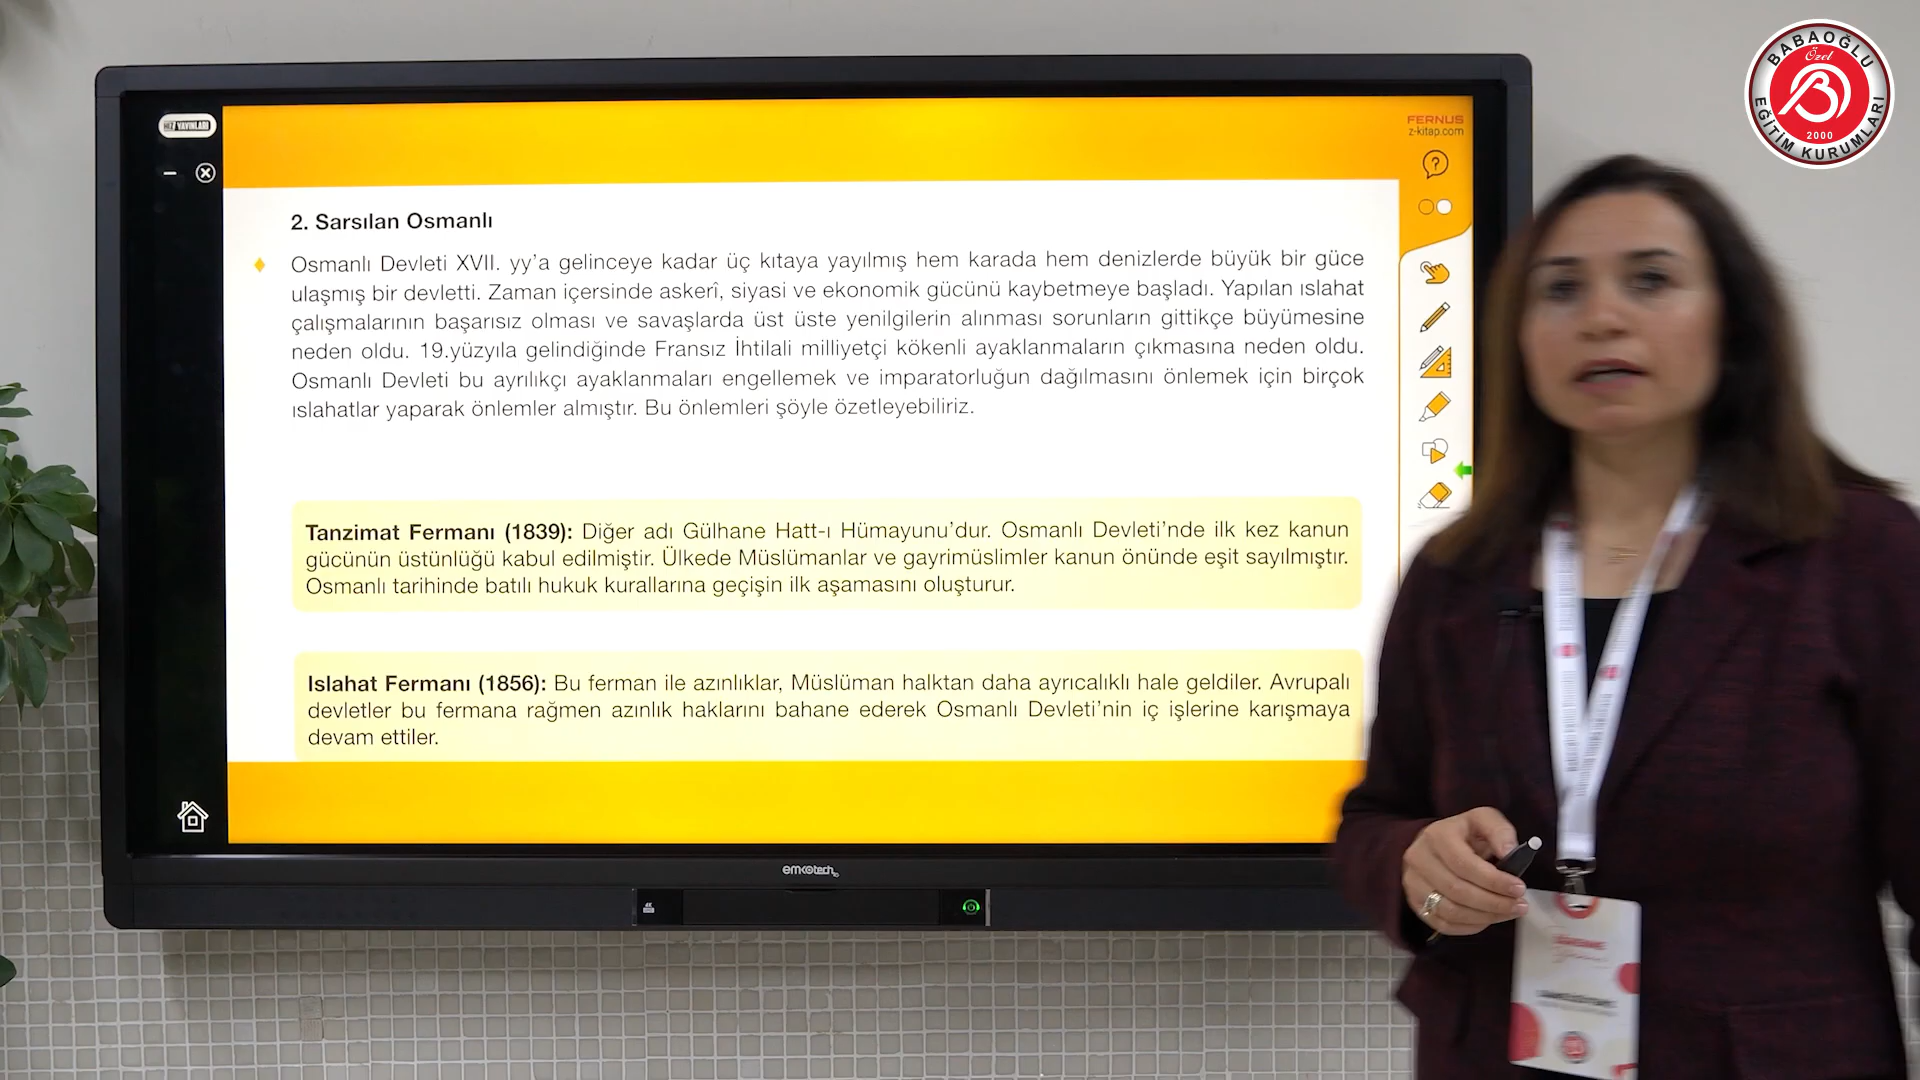 BABAOĞLU
Özel
B
2000
EĞİTİM KURUMLARI
HIZ YAYINLARI
FERNUS
z-kitap.com
2. Sarsılan Osmanlı
Osmanlı Devleti XVII. yy'a gelinceye kadar üç kıtaya yayılmış hem karada hem denizlerde büyük bir güce
ulaşmış bir devletti. Zaman içersinde askerî, siyasi ve ekonomik gücünü kaybetmeye başladı. Yapılan ıslahat
çalışmalarının başarısız olması ve savaşlarda üst üste yenilgilerin alınması sorunların gittikçe büyümesine
neden oldu. 19.yüzyıla gelindiğinde Fransız İhtilali milliyetçi kökenli ayaklanmaların çıkmasına neden oldu.
Osmanlı Devleti bu ayrılıkçı ayaklanmaları engellemek ve imparatorluğun dağılmasını önlemek için birçok
ıslahatlar yaparak önlemler almıştır. Bu önlemleri şöyle özetleyebiliriz.
Tanzimat Fermanı (1839): Diğer adı Gülhane Hatt-ı Hümayunu'dur. Osmanlı Devleti'nde ilk kez kanun
gücünün üstünlüğü kabul edilmiştir. Ülkede Müslümanlar ve gayrimüslimler kanun önünde eşit sayılmıştır.
Osmanlı tarihinde batılı hukuk kurallarına geçişin ilk aşamasını oluşturur.
Islahat Fermanı (1856): Bu ferman ile azınlıklar, Müslüman halktan daha ayrıcalıklı hale geldiler. Avrupalı
devletler bu fermana rağmen azınlık haklarını bahane ederek Osmanlı Devleti'nin iç işlerine karışmaya
devam ettiler.
emkotech